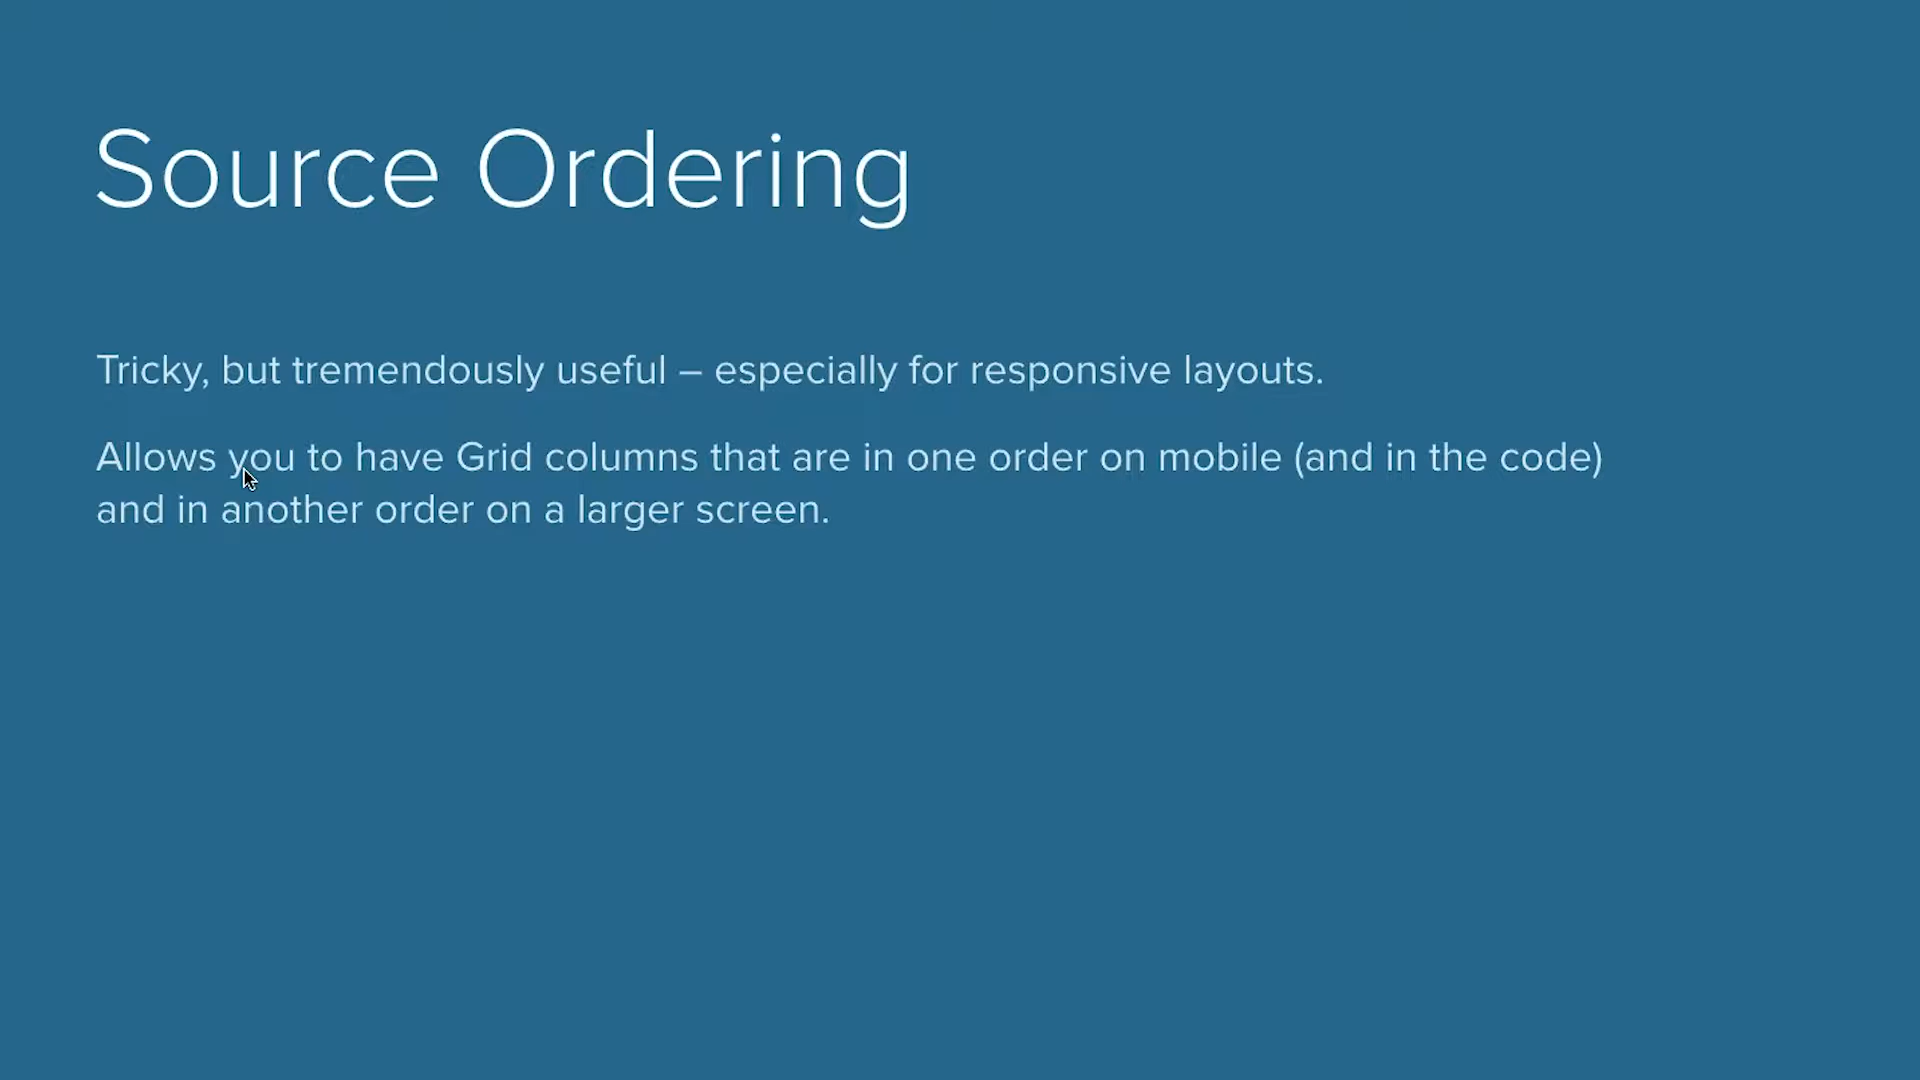 Source Ordering
Tricky, but tremendously useful – especially for responsive layouts.
Allows you to have Grid columns that are in one order on mobile (and in the code)
and in another order on a larger screen.